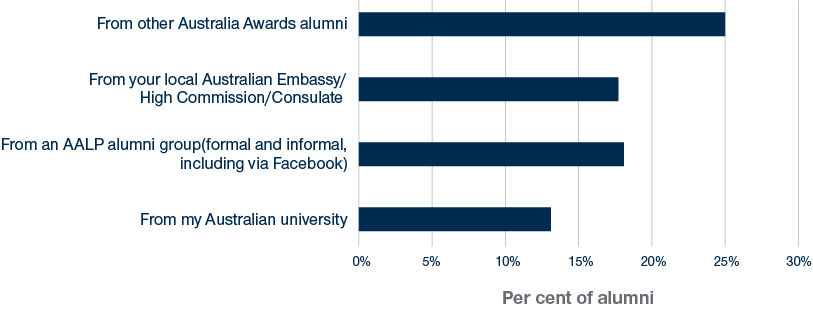 From other Australia Awards alumni
From your local Australian Embassy/
High Commission/Consulate
From an AALP alumni group(formal and informal,
including via Facebook)
From my Australian university
0% 5% 10% 15% 20% 25% 30%
Per cent of alumni